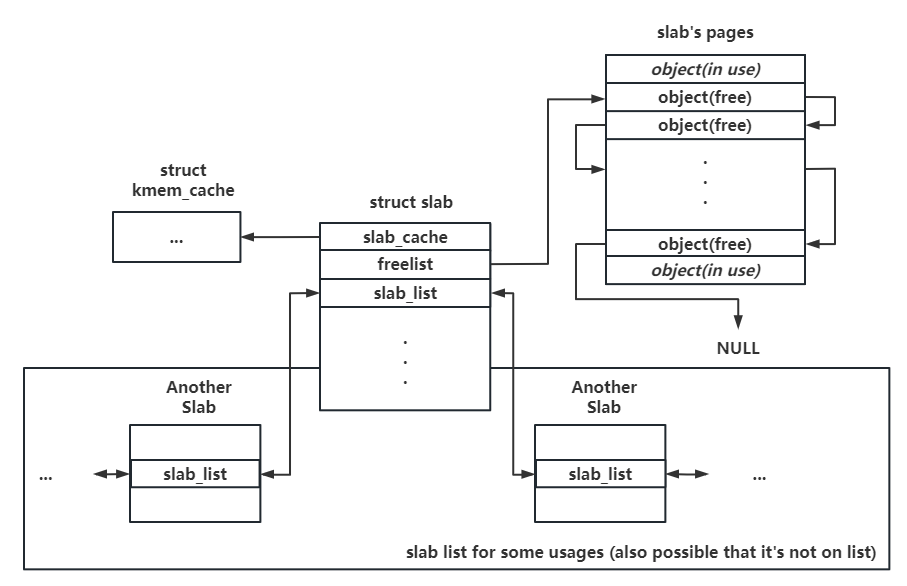 slab's pages
object(in use)
object(free)
object(free)
.
.
.
object(free)
object(in use)
NULL
struct
kmem_cache
...
struct slab
slab_cache
freelist
slab_list
.
.
.
Another
Slab
slab_list
...
Another
Slab
slab_list
...
slab list for some usages (also possible that it's not on list)